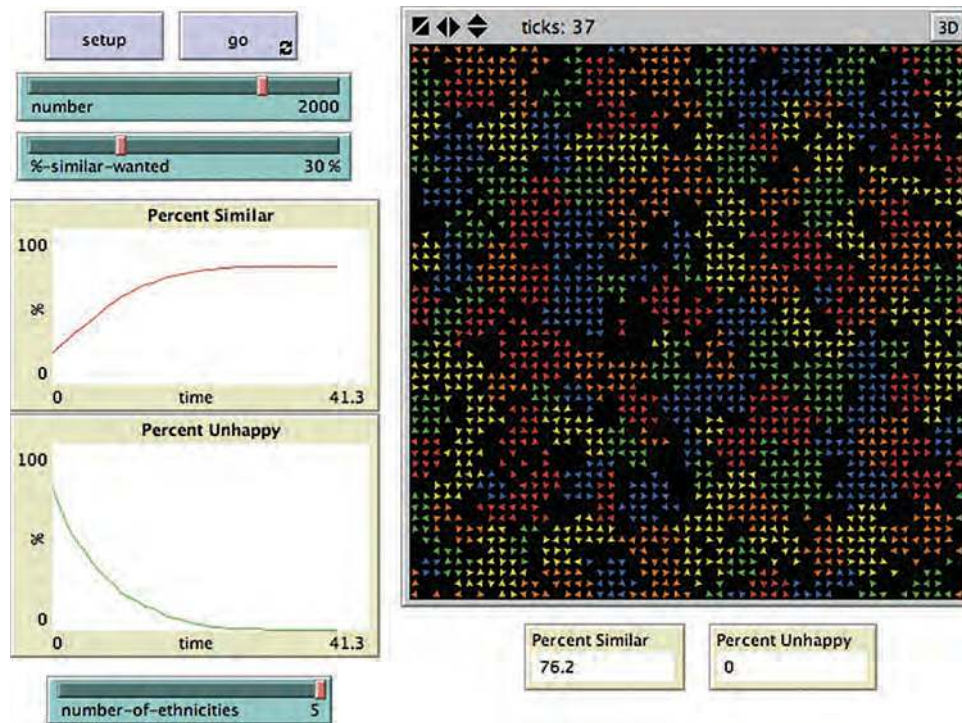 setup
go
ticks: 37
3D
number 2000
%-similar-wanted 30 %
Percent Similar
100
%
0
0 time 41.3
Percent Unhappy
100
%
0
0 time 41.3
Percent Similar
76.2
Percent Unhappy
0
number-of-ethnicities 5